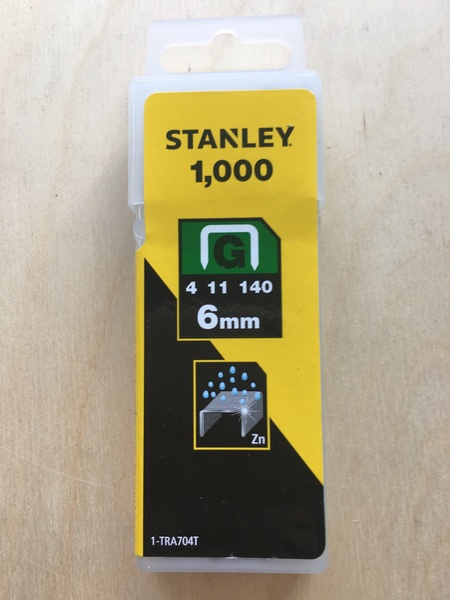 STANLEY
1,000
G
4 11 140
6mm
Zn
1-TRA704T